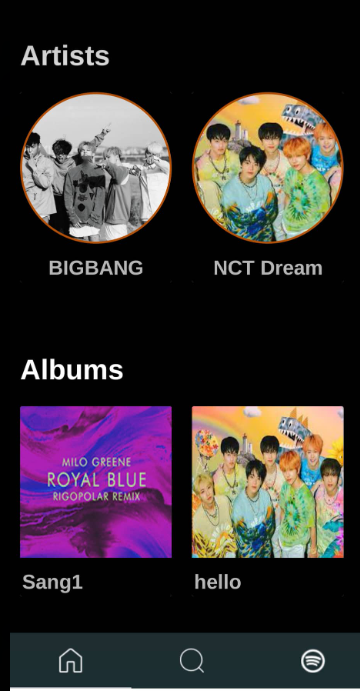 Artists
BIGBANG
NCT Dream
Albums
MILO GREENE
ROYAL BLUE
RIGOPOLAR REMIX
Sang1
hello